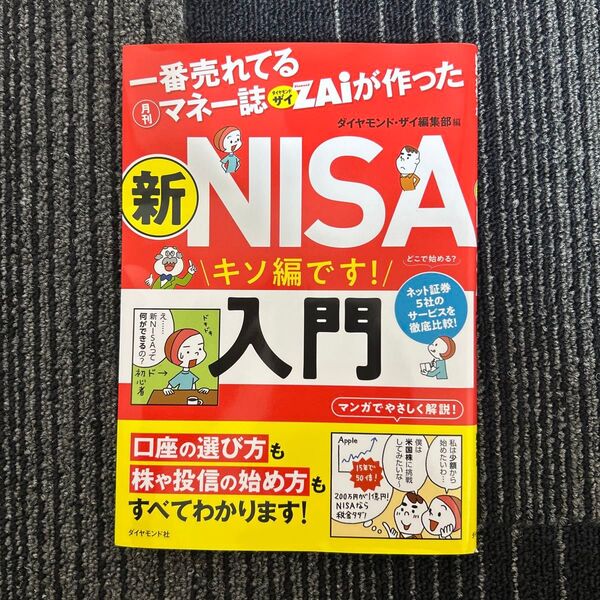 一番売れてる
月刊
マネー誌ダイヤモンドザイZAiが作った
ダイヤモンド・ザイ編集部 編
新NISA
キソ編です!
入門
どこで始める?
ネット証券
5社の
サービスを
徹底比較!
え……
新NISAって
何ができるの?
ドキドキ
初心者
ド→
マンガでやさしく解説!
口座の選び方も
株や投信の始め方も
すべてわかります!
Apple
15年で
50倍!
200万円が1億円!
NISAなら
税金ゼロ!
僕は
米国株に挑戦
してみたいな〜
私は少額から
始めたいわ…
ダイヤモンド社